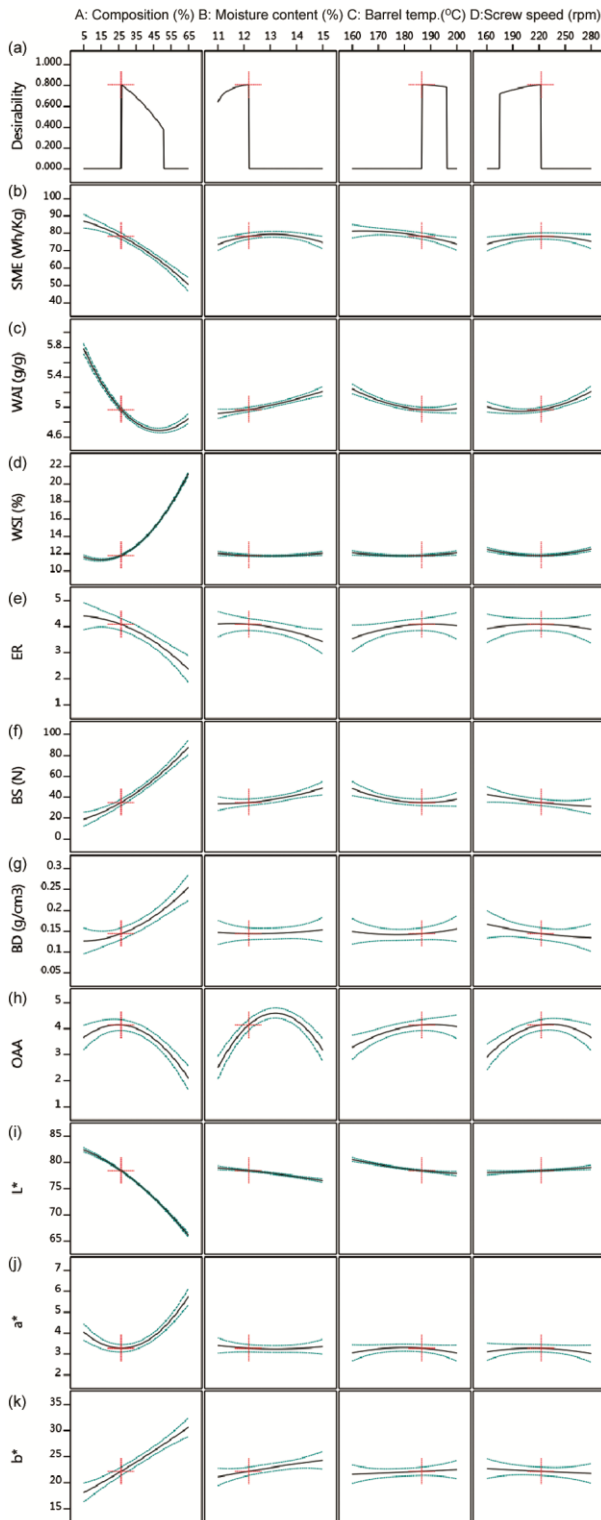 A: Composition (%) B: Moisture content (%) C: Barrel temp.(⁰C) D:Screw speed (rpm)
5 15 25 35 45 55 65 11 12 13 14 15 160 170 180 190 200 160 190 220 250 280
(a)
Desirability
1.000
0.800
0.600
0.400
0.200
0.000
(b)
SME (Wh/Kg)
100
90
80
70
60
50
40
(c)
WAI (g/g)
5.8
5.4
5
4.6
(d)
WSI (%)
22
20
18
16
14
12
10
(e)
ER
5
4
3
2
1
(f)
BS (N)
100
80
60
40
20
0
(g)
BD (g/cm3)
0.3
0.25
0.2
0.15
0.1
0.05
(h)
OAA
5
4
3
2
1
(i)
L*
85
80
75
70
65
(j)
a*
7
6
5
4
3
2
(k)
b*
35
30
25
20
15